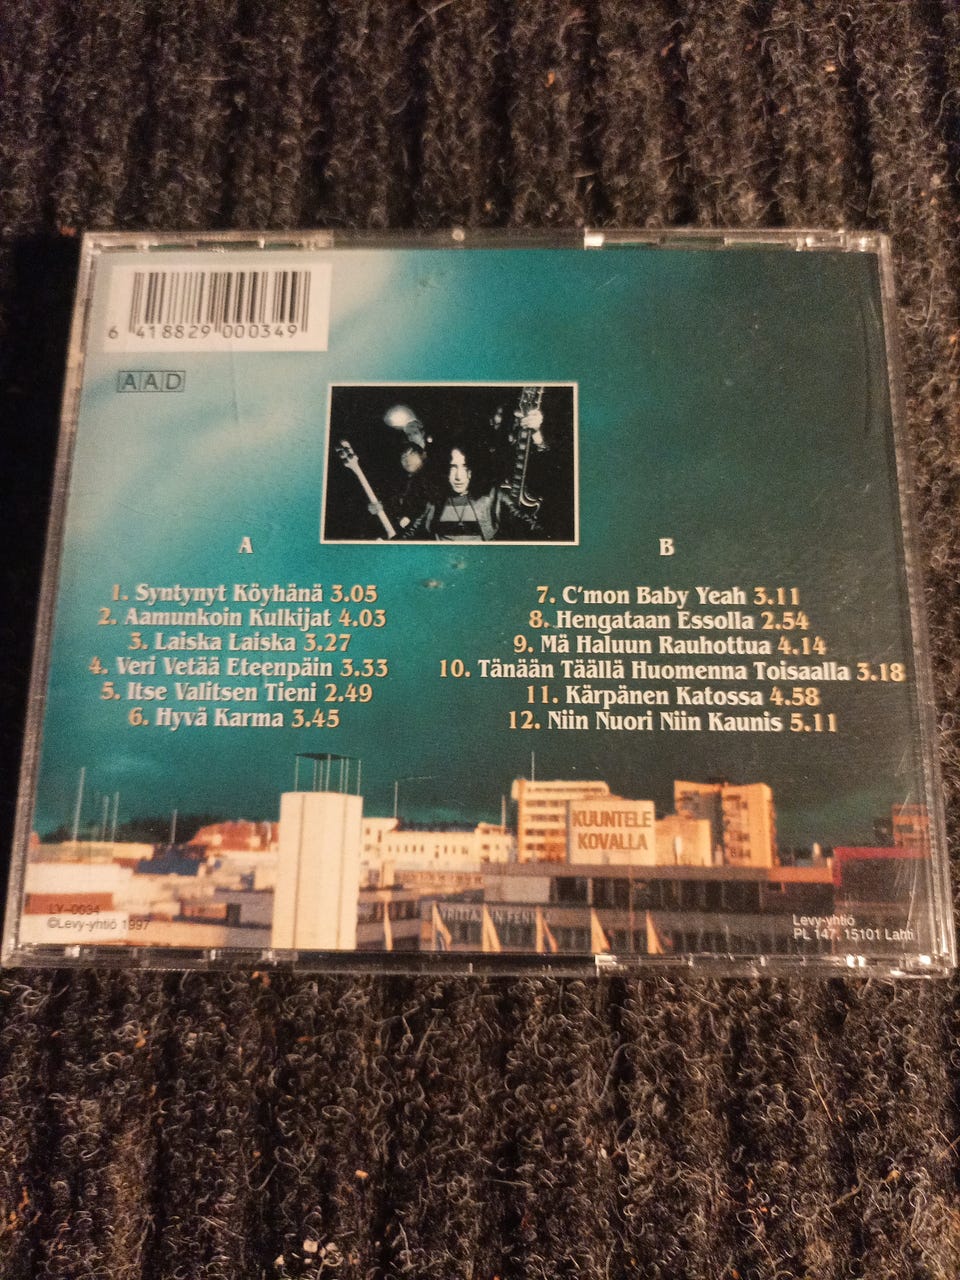 6 418829 000349
AAD
A
1. Syntynyt Köyhänä 3.05
2. Aamunkoin Kulkijat 4.03
3. Laiska Laiska 3.27
4. Veri Vetää Eteenpäin 3.33
5. Itse Valitsen Tieni 2.49
6. Hyvä Karma 3.45
B
7. C'mon Baby Yeah 3.11
8. Hengataan Essolla 2.54
9. Mä Haluun Rauhottua 4.14
10. Tänään Täällä Huomenna Toisaalla 3.18
11. Kärpänen Katossa 4.58
12. Niin Nuori Niin Kaunis 5.11
KUUNTELE
KOVALLA
LY-0034
©Levy-yhtiö 1997
Levy-yhtiö
PL 147, 15101 Lahti